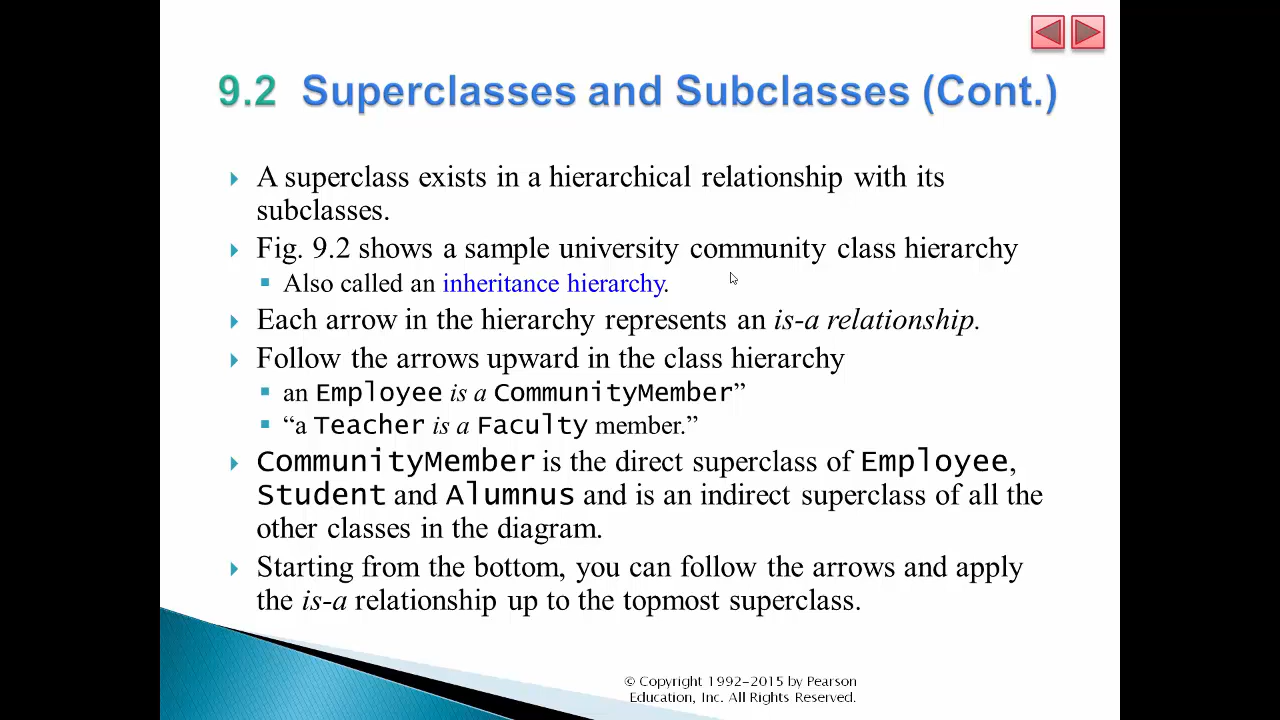 9.2 Superclasses and Subclasses (Cont.)
A superclass exists in a hierarchical relationship with its
subclasses.
Fig. 9.2 shows a sample university community class hierarchy
Also called an inheritance hierarchy.
Each arrow in the hierarchy represents an is-a relationship.
Follow the arrows upward in the class hierarchy
an Employee is a CommunityMember”
“a Teacher is a Faculty member.”
CommunityMember is the direct superclass of Employee,
Student and Alumnus and is an indirect superclass of all the
other classes in the diagram.
Starting from the bottom, you can follow the arrows and apply
the is-a relationship up to the topmost superclass.
© Copyright 1992–2015 by Pearson
Education, Inc. All Rights Reserved.